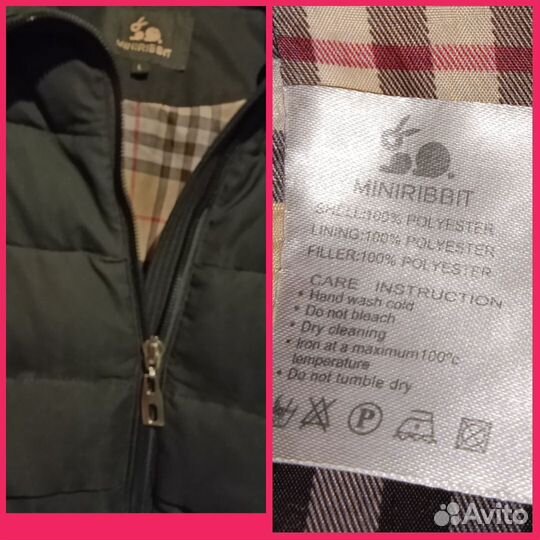 MINIRIBBIT
L
MINIRIBBIT
SHELL:100% POLYESTER
LINING:100% POLYESTER
FILLER:100% POLYESTER
CARE INSTRUCTION
• Hand wash cold
• Do not bleach
• Dry cleaning
• Iron at a maximum100°c
temperature
• Do not tumble dry
P
Avito